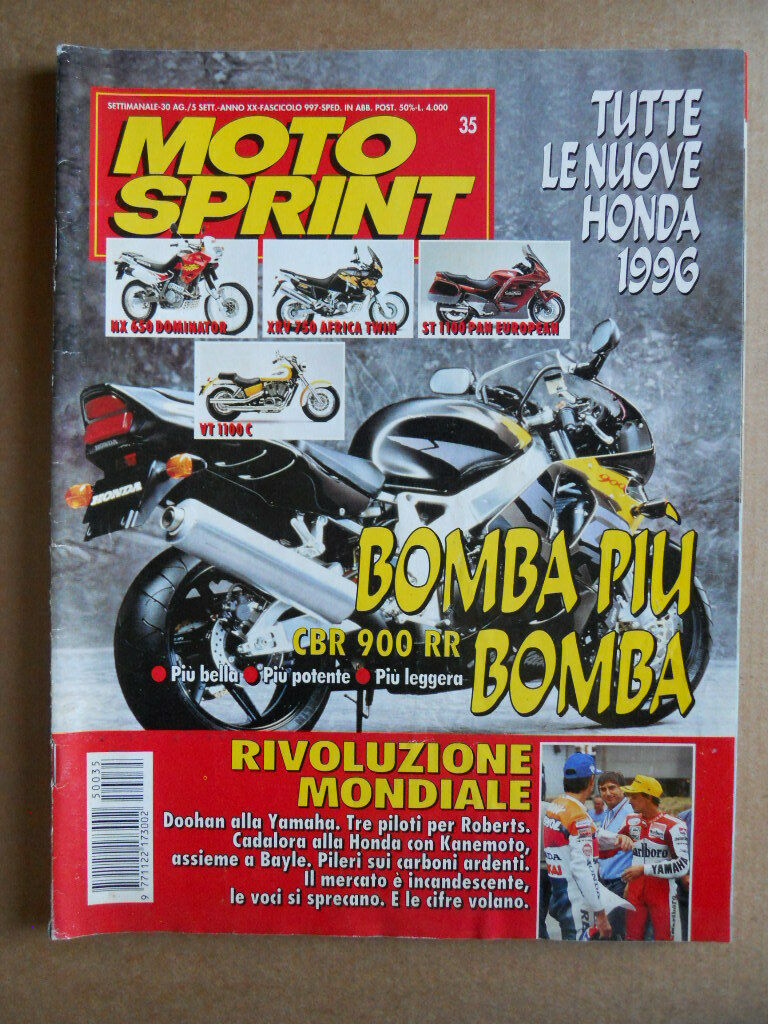 SETTIMANALE-30 AG./5 SETT.-ANNO XX-FASCICOLO 997-SPED. IN ABB. POST. 50%-L. 4.000
MOTO
SPRINT
35
TUTTE
LE NUOVE
HONDA
1996
NX 650 DOMINATOR
XRV 750 AFRICA TWIN
ST 1100 PAN EUROPEAN
VT 1100 C
HONDA
HONDA
900
BOMBA PIÙ
BOMBA
CBR 900 RR
Più bella Più potente Più leggera
RIVOLUZIONE
MONDIALE
Doohan alla Yamaha. Tre piloti per Roberts.
Cadalora alla Honda con Kanemoto,
assieme a Bayle. Pileri sui carboni ardenti.
Il mercato è incandescente,
le voci si sprecano. E le cifre volano.
50035
9 771122 173002
Marlboro
YAMAHA